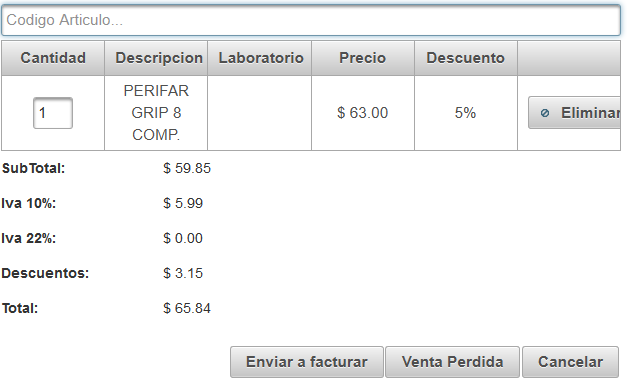 Codigo Articulo...
Cantidad Descripcion Laboratorio Precio Descuento
1 PERIFAR GRIP 8 COMP. $ 63.00 5% Eliminar
SubTotal: $ 59.85
Iva 10%: $ 5.99
Iva 22%: $ 0.00
Descuentos: $ 3.15
Total: $ 65.84
Enviar a facturar Venta Perdida Cancelar